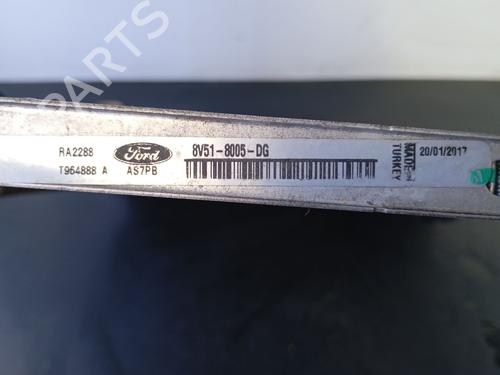 RA2288
T964888 A
Ford
AS7PB
8V51-8005-DG
MADE IN
TURKEY
20/01/2017
B-PARTS